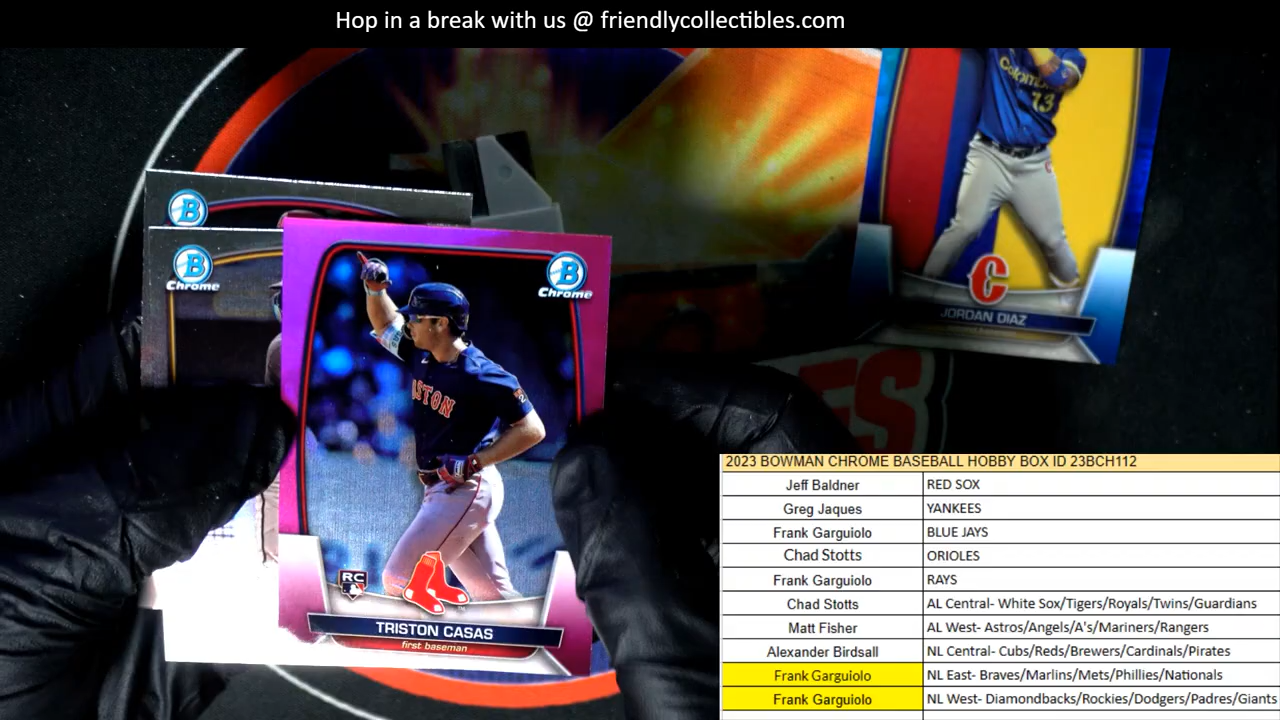 Hop in a break with us @ friendlycollectibles.com
Colom
13
C
JORDAN DIAZ
B
B
Chrome
B
Chrome
STON
RC
TRISTON CASAS
first baseman
ES
2023 BOWMAN CHROME BASEBALL HOBBY BOX ID 23BCH112
Jeff Baldner RED SOX
Greg Jaques YANKEES
Frank Garguiolo BLUE JAYS
Chad Stotts ORIOLES
Frank Garguiolo RAYS
Chad Stotts AL Central- White Sox/Tigers/Royals/Twins/Guardians
Matt Fisher AL West- Astros/Angels/A's/Mariners/Rangers
Alexander Birdsall NL Central- Cubs/Reds/Brewers/Cardinals/Pirates
Frank Garguiolo NL East- Braves/Marlins/Mets/Phillies/Nationals
Frank Garguiolo NL West- Diamondbacks/Rockies/Dodgers/Padres/Giants